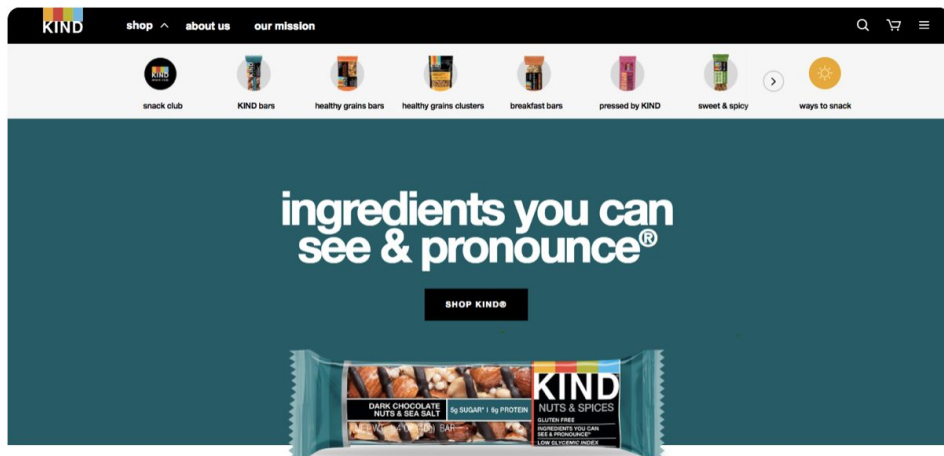 KIND
shop about us our mission
snack club
KIND bars
healthy grains bars
healthy grains clusters
breakfast bars
pressed by KIND
sweet & spicy
ways to snack
ingredients you can
see & pronounce®
SHOP KIND®
DARK CHOCOLATE
NUTS & SEA SALT
5g SUGAR* | 6g PROTEIN
KIND
NUTS & SPICES
GLUTEN FREE
INGREDIENTS YOU CAN
SEE & PRONOUNCE®
LOW GLYCEMIC INDEX